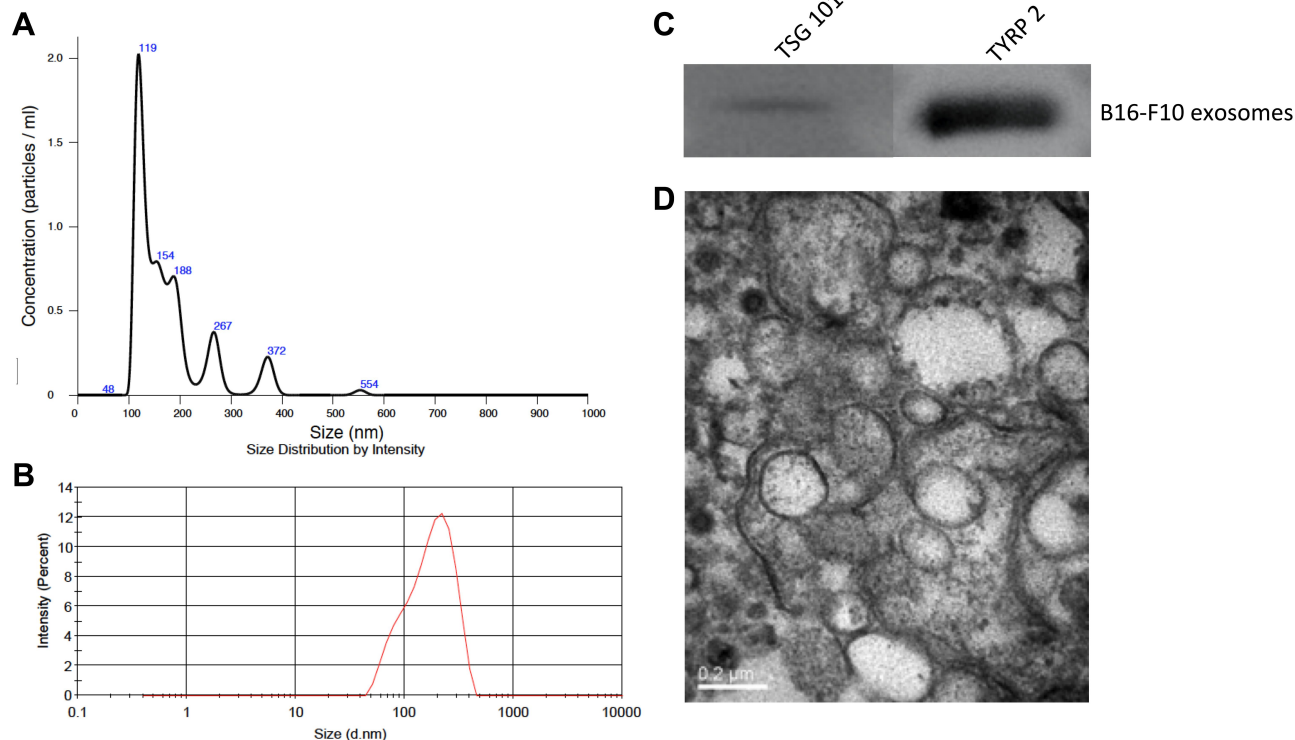 A
119
2.0
1.5
154
188
1.0
0.5
267
372
48
554
0
Concentration (particles / ml)
0 100 200 300 400 500 600 700 800 900 1000
Size (nm)
Size Distribution by Intensity
B
14
12
10
8
6
4
2
0
Intensity (Percent)
0.1 1 10 100 1000 10000
Size (d.nm)
C
TSG 101
TYRP 2
B16-F10 exosomes
D
0.2 µm